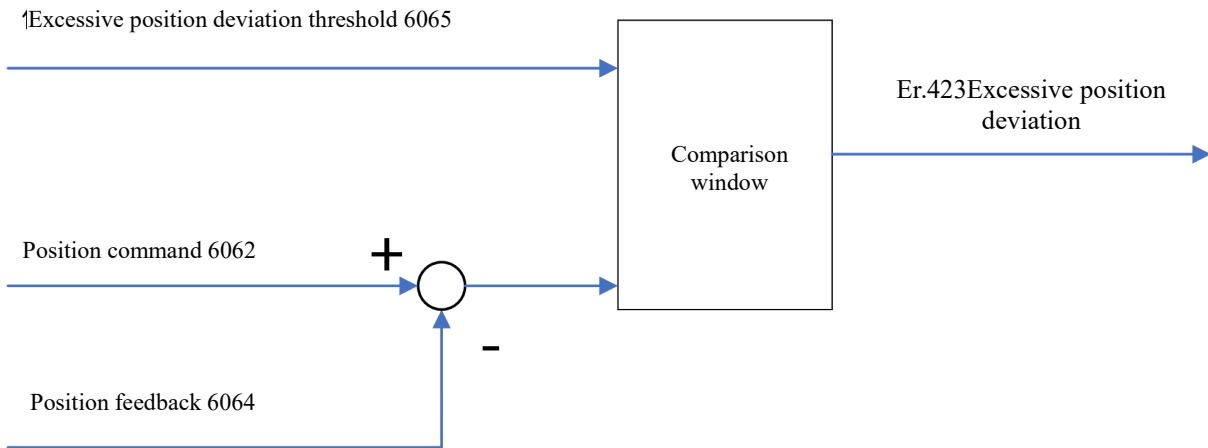 Excessive position deviation threshold 6065
Er.423Excessive position
deviation
Comparison
window
Position command 6062
+
-
Position feedback 6064